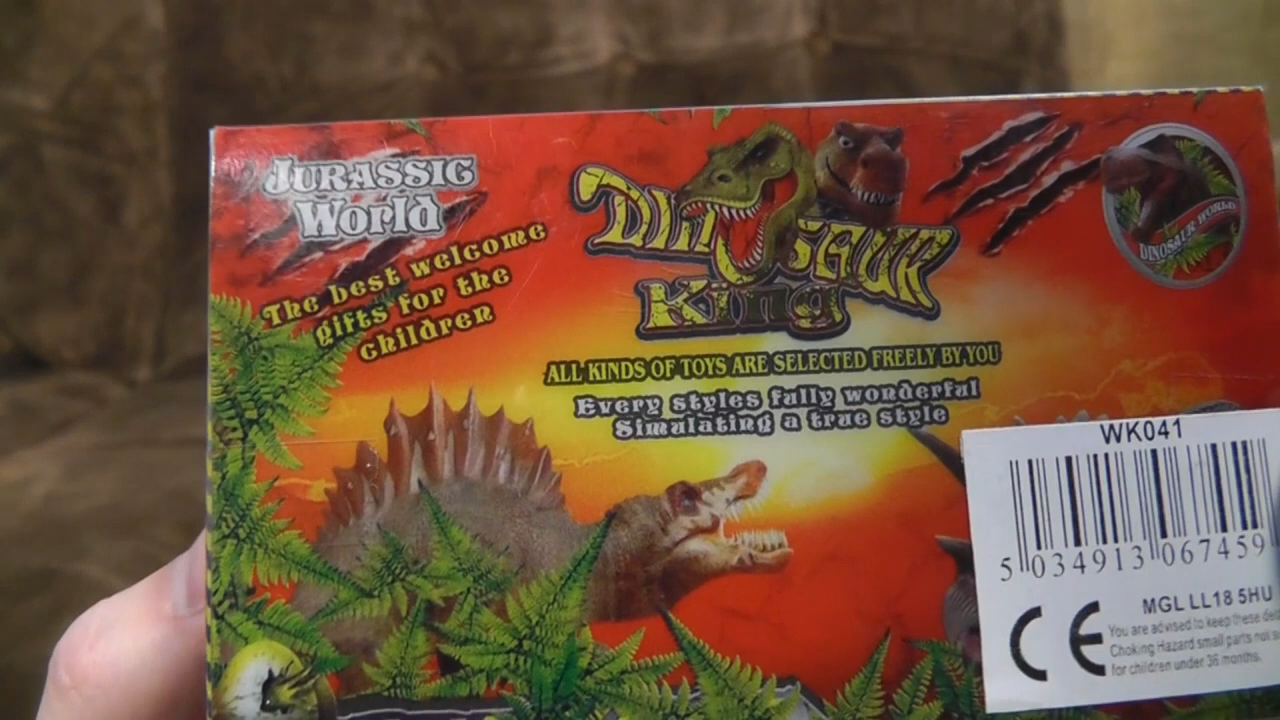 JURASSIC
World
The best welcome
gifts for the
children
DINOSAUR
King
DINOSAUR WORLD
ALL KINDS OF TOYS ARE SELECTED FREELY BY,YOU
Every styles fully wonderful
Simulating a true style
WK041
5 034913 067459
CE
MGL LL18 5HU
You are advised to keep these
Choking Hazard small parts not
for children under 36 months.